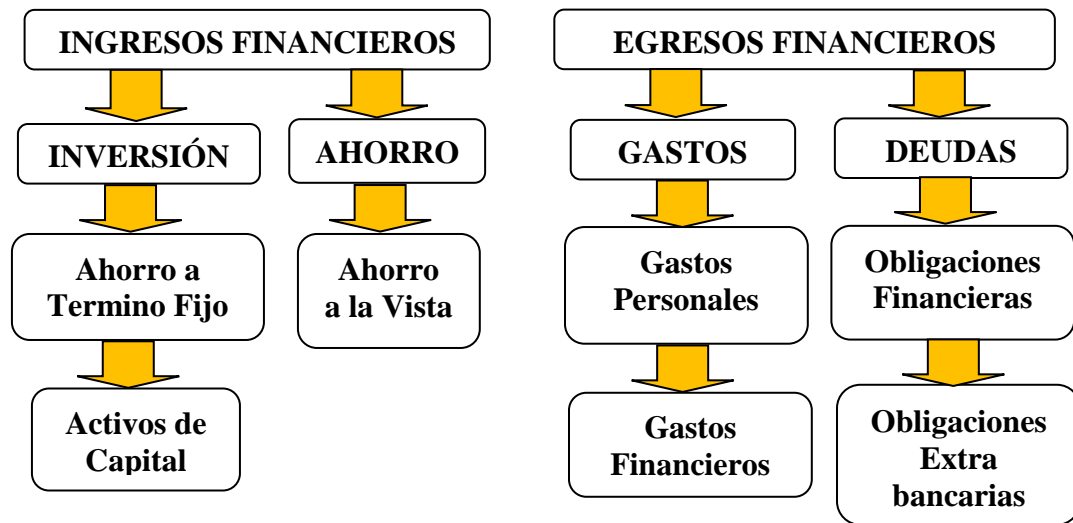 INGRESOS FINANCIEROS
INVERSIÓN
Ahorro a
Termino Fijo
Activos de
Capital
AHORRO
Ahorro
a la Vista
EGRESOS FINANCIEROS
GASTOS
Gastos
Personales
Gastos
Financieros
DEUDAS
Obligaciones
Financieras
Obligaciones
Extra
bancarias